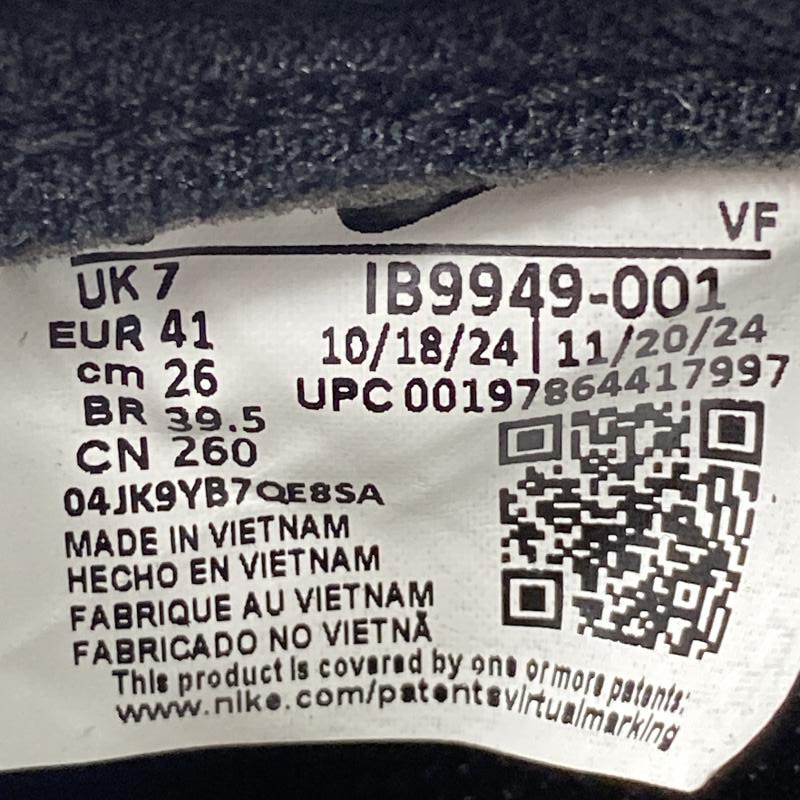 VF
UK 7
IB9949-001
EUR 41
10/18/24 | 11/20/24
cm 26
UPC 00197864417997
BR 39.5
CN 260
04JK9YB7QE8SA
MADE IN VIETNAM
HECHO EN VIETNAM
FABRIQUE AU VIETNAM
FABRICADO NO VIETNÃ
This product is covered by one or more patents:
www.nike.com/patentsvirtualmarking